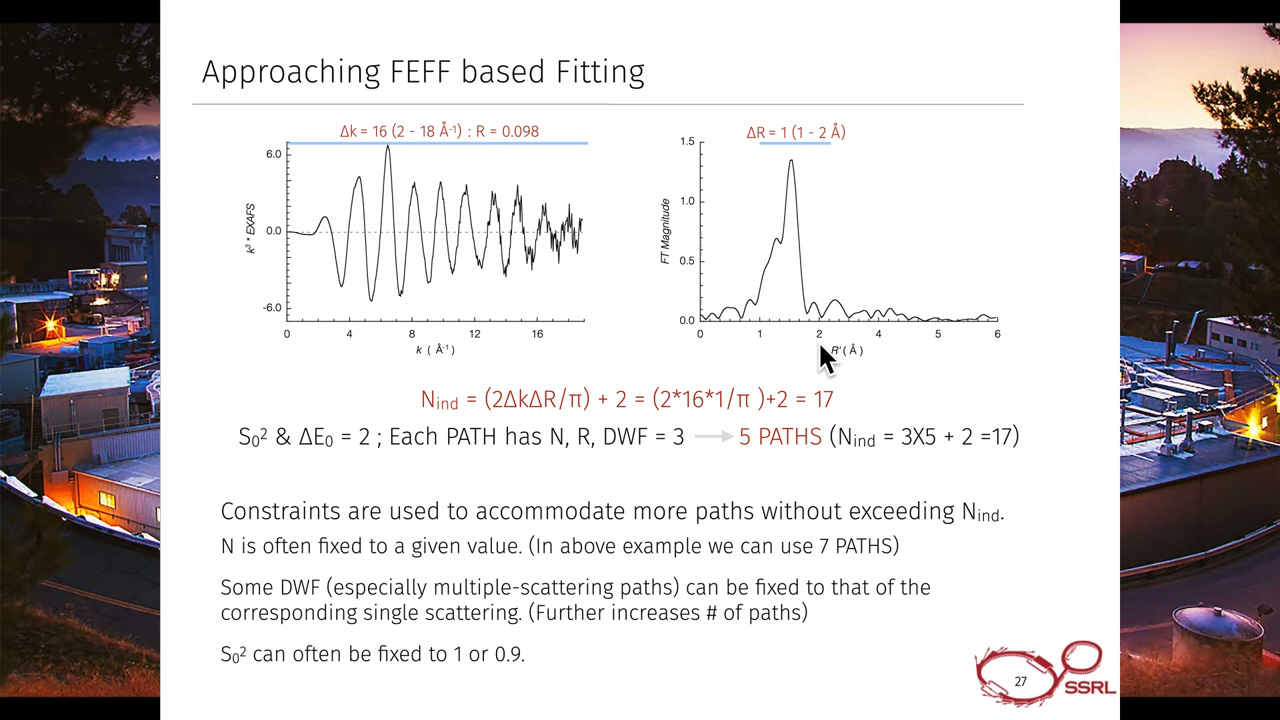 Approaching FEFF based Fitting
Δk = 16 (2 - 18 Å⁻¹) : R = 0.098
ΔR = 1 (1 - 2 Å)
6.0
0.0
-6.0
k³ * EXAFS
0 4 8 12 16
k ( Å⁻¹)
1.5
1.0
0.5
0.0
FT Magnitude
0 1 2 4 5 6
R'(Å)
N_ind = (2ΔkΔR/π) + 2 = (2*16*1/π )+2 = 17
S₀² & ΔE₀ = 2 ; Each PATH has N, R, DWF = 3 → 5 PATHS (N_ind = 3X5 + 2 =17)
Constraints are used to accommodate more paths without exceeding N_ind.
N is often fixed to a given value. (In above example we can use 7 PATHS)
Some DWF (especially multiple-scattering paths) can be fixed to that of the
corresponding single scattering. (Further increases # of paths)
S₀² can often be fixed to 1 or 0.9.
27
SSRL